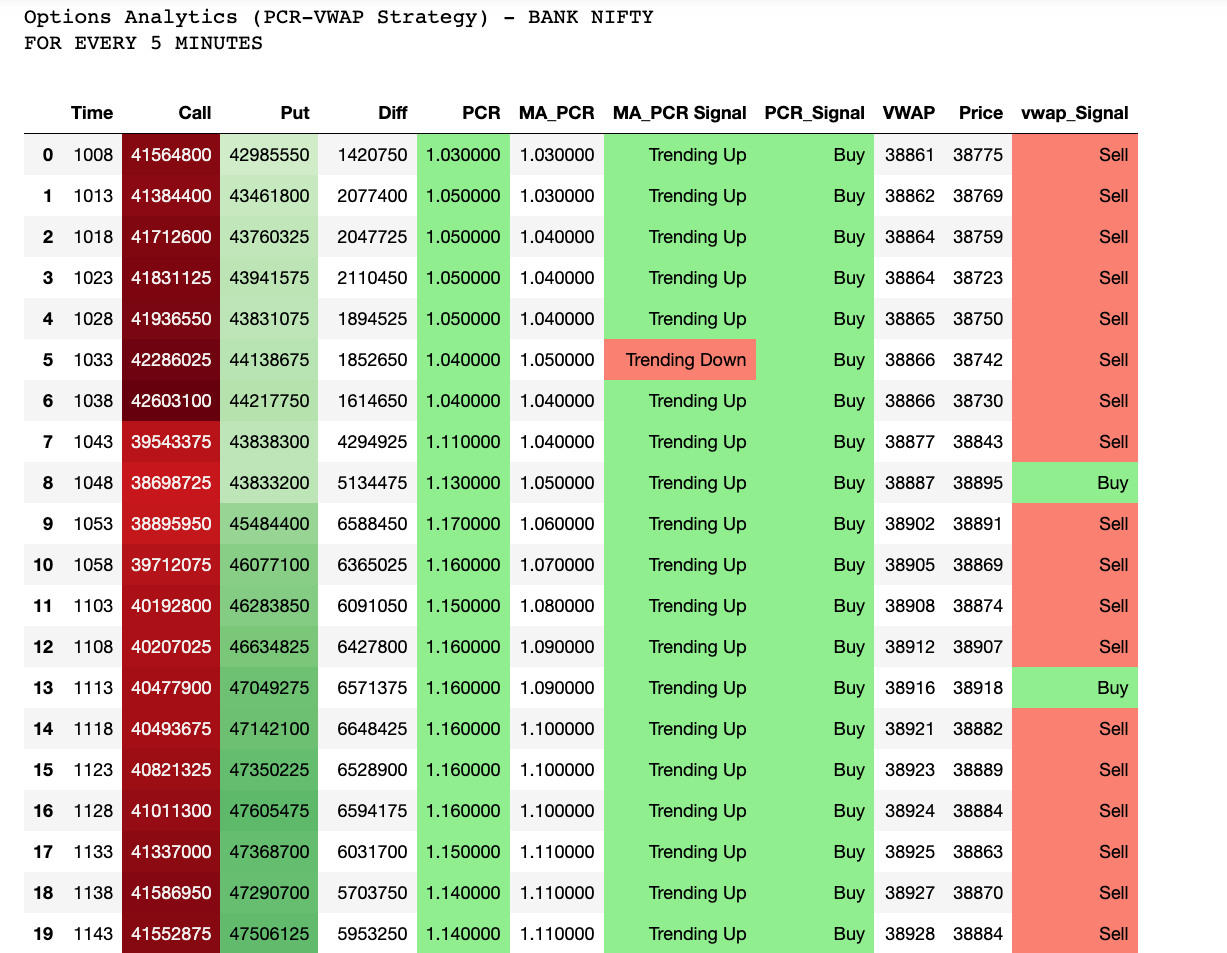 Options Analytics (PCR-VWAP Strategy) - BANK NIFTY
FOR EVERY 5 MINUTES
Time Call Put Diff PCR MA_PCR MA_PCR Signal PCR_Signal VWAP Price vwap_Signal
0 1008 41564800 42985550 1420750 1.030000 1.030000 Trending Up Buy 38861 38775 Sell
1 1013 41384400 43461800 2077400 1.050000 1.030000 Trending Up Buy 38862 38769 Sell
2 1018 41712600 43760325 2047725 1.050000 1.040000 Trending Up Buy 38864 38759 Sell
3 1023 41831125 43941575 2110450 1.050000 1.040000 Trending Up Buy 38864 38723 Sell
4 1028 41936550 43831075 1894525 1.050000 1.040000 Trending Up Buy 38865 38750 Sell
5 1033 42286025 44138675 1852650 1.040000 1.050000 Trending Down Buy 38866 38742 Sell
6 1038 42603100 44217750 1614650 1.040000 1.040000 Trending Up Buy 38866 38730 Sell
7 1043 39543375 43838300 4294925 1.110000 1.040000 Trending Up Buy 38877 38843 Sell
8 1048 38698725 43833200 5134475 1.130000 1.050000 Trending Up Buy 38887 38895 Buy
9 1053 38895950 45484400 6588450 1.170000 1.060000 Trending Up Buy 38902 38891 Sell
10 1058 39712075 46077100 6365025 1.160000 1.070000 Trending Up Buy 38905 38869 Sell
11 1103 40192800 46283850 6091050 1.150000 1.080000 Trending Up Buy 38908 38874 Sell
12 1108 40207025 46634825 6427800 1.160000 1.090000 Trending Up Buy 38912 38907 Sell
13 1113 40477900 47049275 6571375 1.160000 1.090000 Trending Up Buy 38916 38918 Buy
14 1118 40493675 47142100 6648425 1.160000 1.100000 Trending Up Buy 38921 38882 Sell
15 1123 40821325 47350225 6528900 1.160000 1.100000 Trending Up Buy 38923 38889 Sell
16 1128 41011300 47605475 6594175 1.160000 1.100000 Trending Up Buy 38924 38884 Sell
17 1133 41337000 47368700 6031700 1.150000 1.110000 Trending Up Buy 38925 38863 Sell
18 1138 41586950 47290700 5703750 1.140000 1.110000 Trending Up Buy 38927 38870 Sell
19 1143 41552875 47506125 5953250 1.140000 1.110000 Trending Up Buy 38928 38884 Sell